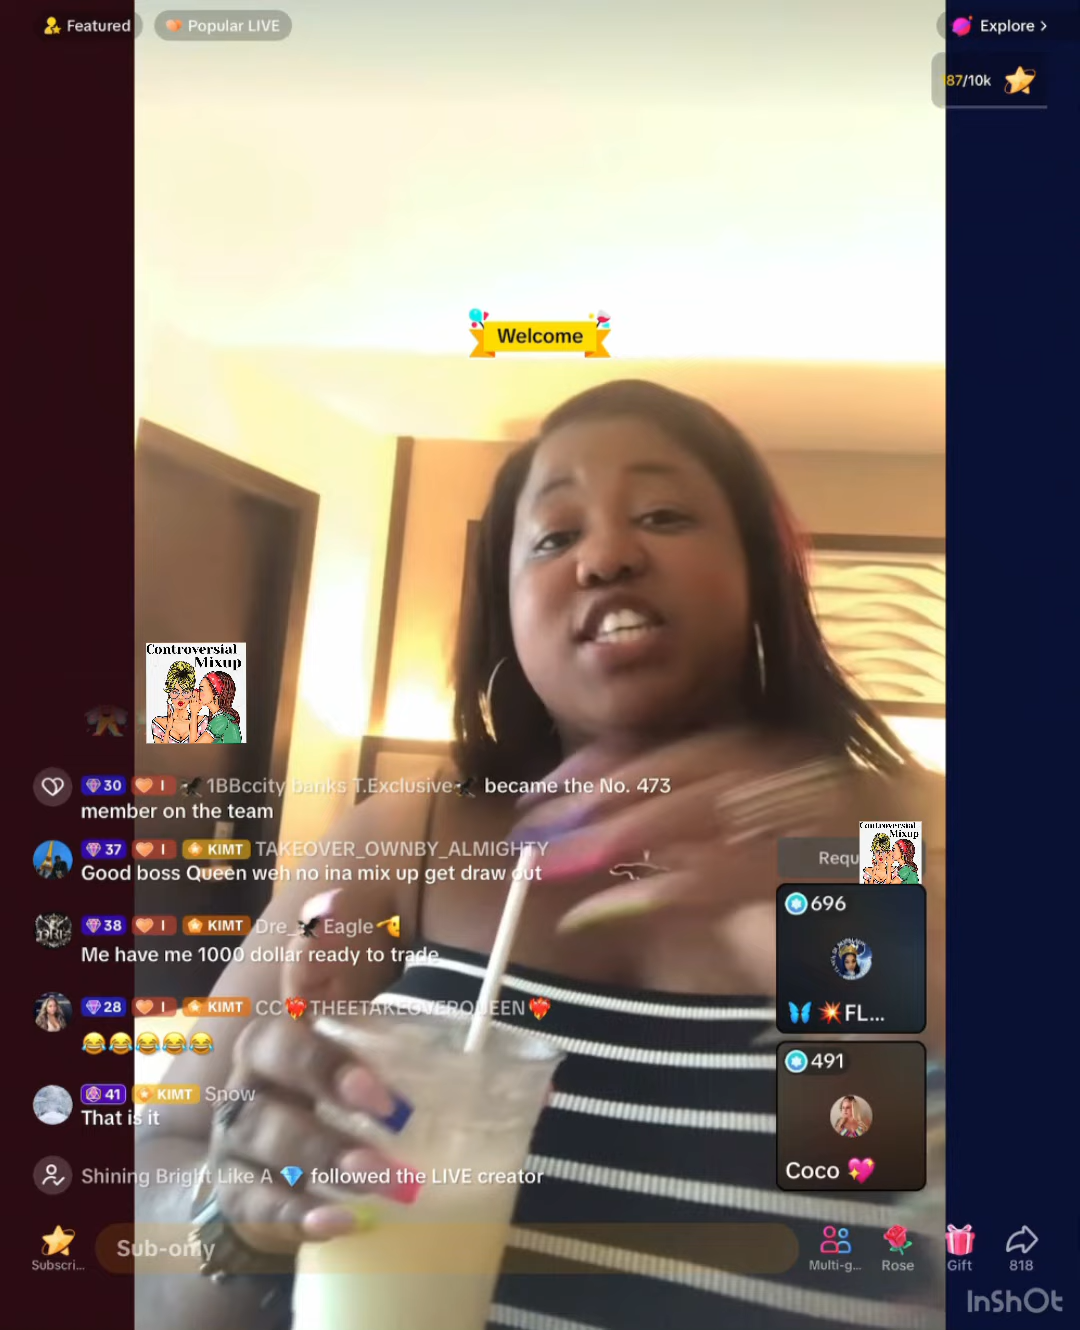 Featured
Popular LIVE
Explore >
87/10k
Welcome
Controversial
Mixup
30 I 1BBccity banks T.Exclusive became the No. 473
member on the team
37 I KIMT TAKEOVER_OWNBY_ALMIGHTY
Good boss Queen weh no ina mix up get draw out
38 I KIMT Dre_ Eagle
Me have me 1000 dollar ready to trade
28 I KIMT CC THEETAKEOVERQUEEN
41 KIMT Snow
That is it
Shining Bright Like A followed the LIVE creator
Requ
Controversial
Mixup
696
FL...
491
Coco
Sub-only
Subscri...
Multi-g...
Rose
Gift
818
InShOt